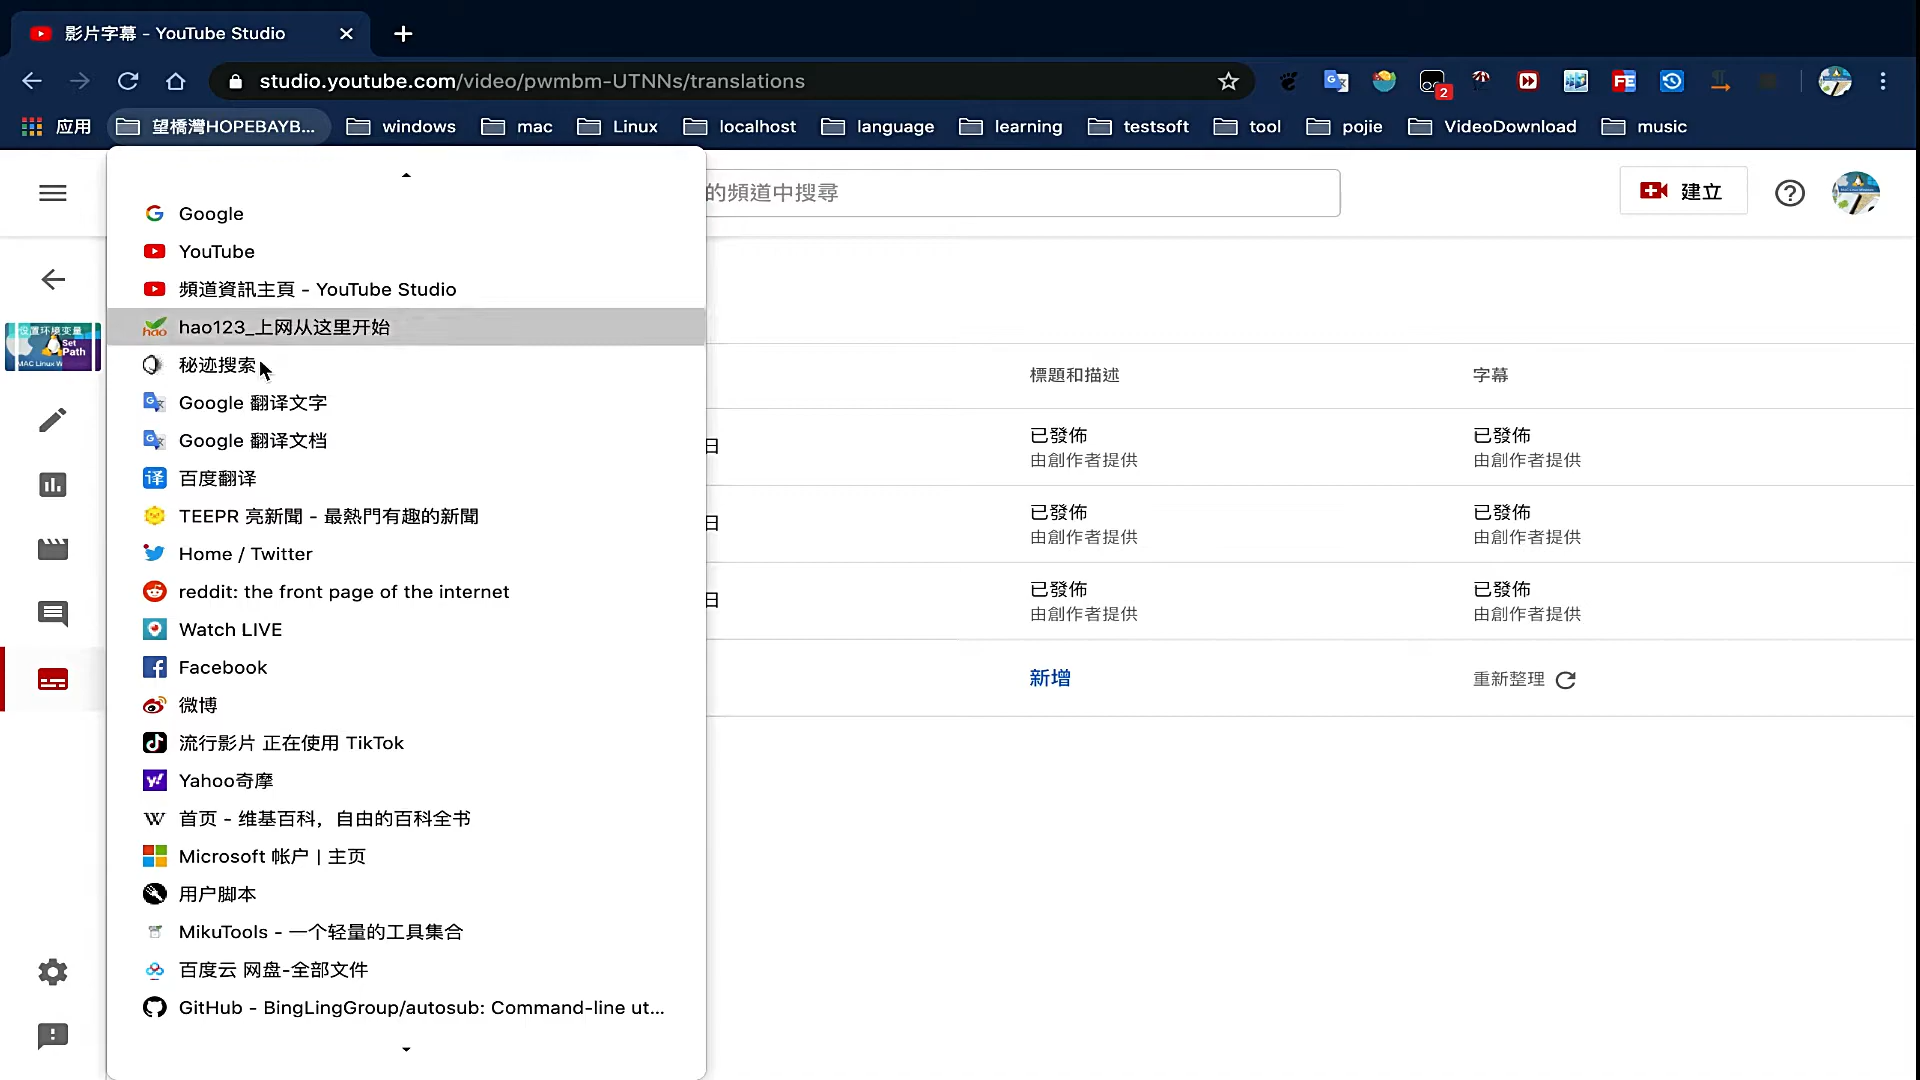 影片字幕 - YouTube Studio
studio.youtube.com/video/pwmbm-UTNNs/translations
2
应用
望橋灣HOPEBAYB...
windows
mac
Linux
localhost
language
learning
testsoft
tool
pojie
VideoDownload
music
的頻道中搜尋
建立
Google
YouTube
頻道資訊主頁 - YouTube Studio
hao123_上网从这里开始
秘迹搜索
Google 翻译文字
Google 翻译文档
百度翻译
TEEPR 亮新聞 - 最熱門有趣的新聞
Home / Twitter
reddit: the front page of the internet
Watch LIVE
Facebook
微博
流行影片 正在使用 TikTok
Yahoo奇摩
首页 - 维基百科，自由的百科全书
Microsoft 帐户 | 主页
用户脚本
MikuTools - 一个轻量的工具集合
百度云 网盘-全部文件
GitHub - BingLingGroup/autosub: Command-line ut...
设置环境变量
Set
Path
MAC Linux W
標題和描述
字幕
日
已發佈
由創作者提供
已發佈
由創作者提供
日
已發佈
由創作者提供
已發佈
由創作者提供
日
已發佈
由創作者提供
已發佈
由創作者提供
新增
重新整理